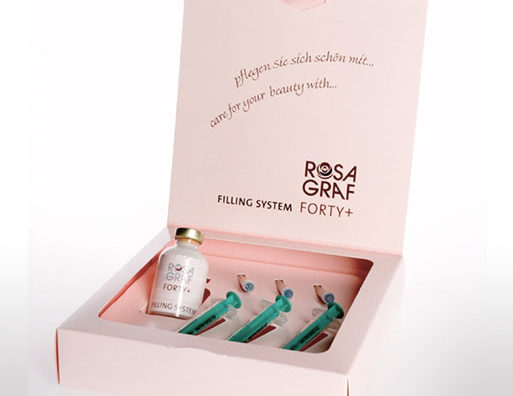 pflegen sie sich schön mit...
care for your beauty with...
ROSA
GRAF
FILLING SYSTEM FORTY+
ROSA
GRAF
FORTY+
FILLING SYSTEM